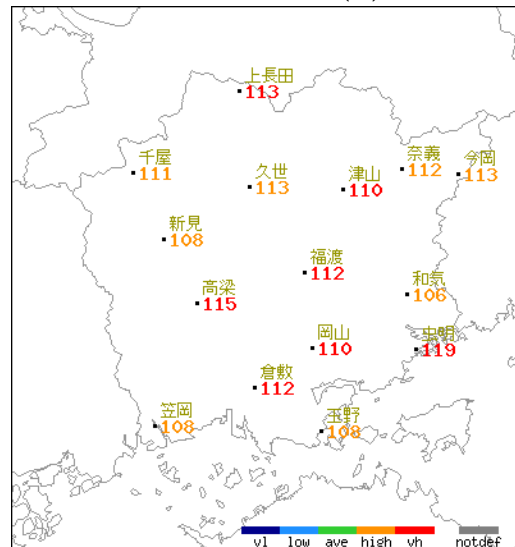 上長田
113
千屋
111
久世
113
津山
110
奈義
112
今岡
113
新見
108
福渡
112
高梁
115
和気
106
岡山
110
虫明
119
倉敷
112
笠岡
108
玉野
108
vl low ave high vh notdef